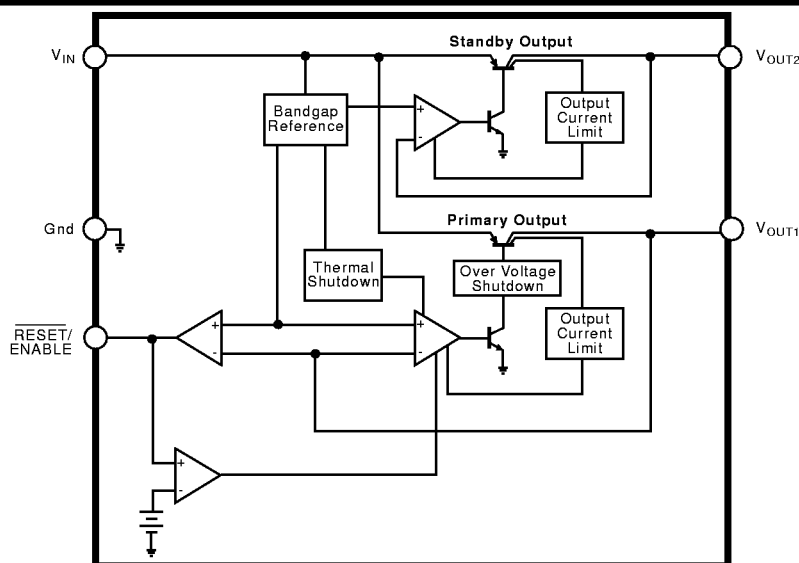 Standby Output
VIN
VOUT2
Bandgap
Reference
+
-
Output
Current
Limit
Gnd
Primary Output
VOUT1
Thermal
Shutdown
Over Voltage
Shutdown
RESET/
ENABLE
+
-
+
-
Output
Current
Limit
+
-